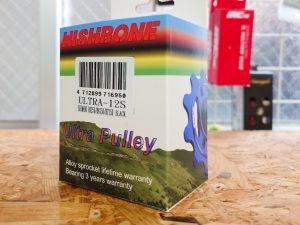 WISHBONE
4 712899 716950
ULTRA-12S
Ultra Pulley
Alloy sprocket lifetime warranty
Bearing 3 years warranty